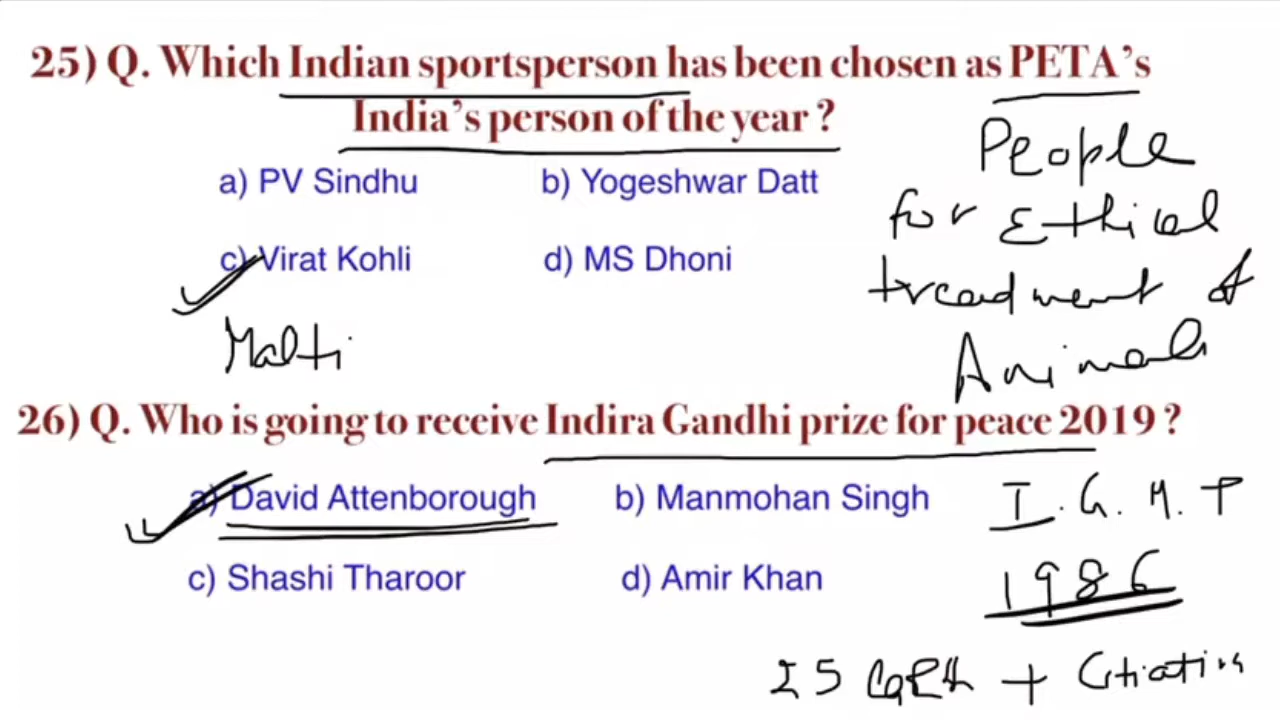 25) Q. Which Indian sportsperson has been chosen as PETA's
India's person of the year ?
People
a) PV Sindhu b) Yogeshwar Datt
for Ethical
c) Virat Kohli d) MS Dhoni
treatment of
Malti
Animals
26) Q. Who is going to receive Indira Gandhi prize for peace 2019 ?
a) David Attenborough b) Manmohan Singh
I. G. M. T
c) Shashi Tharoor d) Amir Khan
1986
25 +